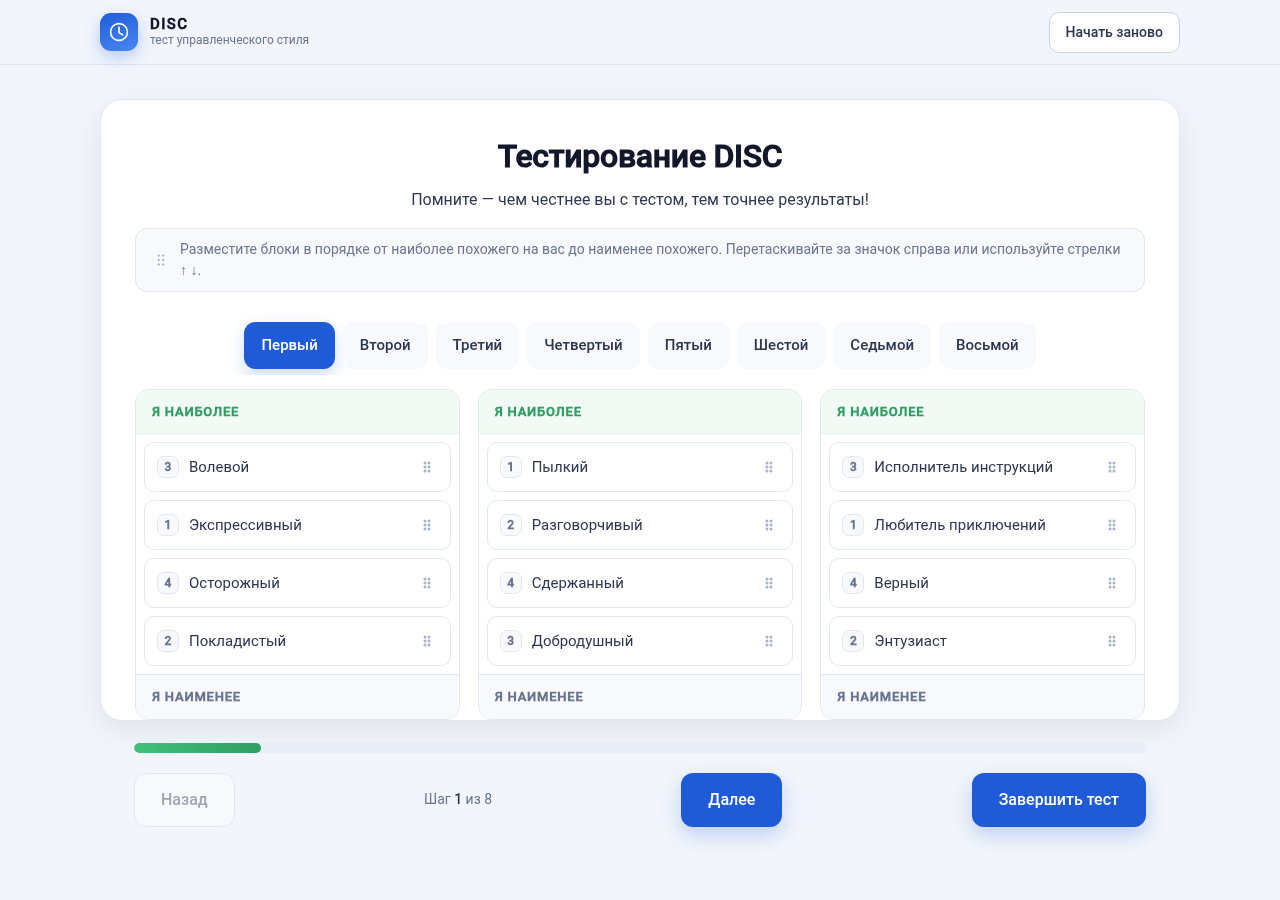 DISC
тест управленческого стиля
Начать заново
Тестирование DISC
Помните — чем честнее вы с тестом, тем точнее результаты!
Разместите блоки в порядке от наиболее похожего на вас до наименее похожего. Перетаскивайте за значок справа или используйте стрелки
↑ ↓.
Первый
Второй
Третий
Четвертый
Пятый
Шестой
Седьмой
Восьмой
Я НАИБОЛЕЕ
3 Волевой
1 Экспрессивный
4 Осторожный
2 Покладистый
Я НАИМЕНЕЕ
Я НАИБОЛЕЕ
1 Пылкий
2 Разговорчивый
4 Сдержанный
3 Добродушный
Я НАИМЕНЕЕ
Я НАИБОЛЕЕ
3 Исполнитель инструкций
1 Любитель приключений
4 Верный
2 Энтузиаст
Я НАИМЕНЕЕ
Назад
Шаг 1 из 8
Далее
Завершить тест